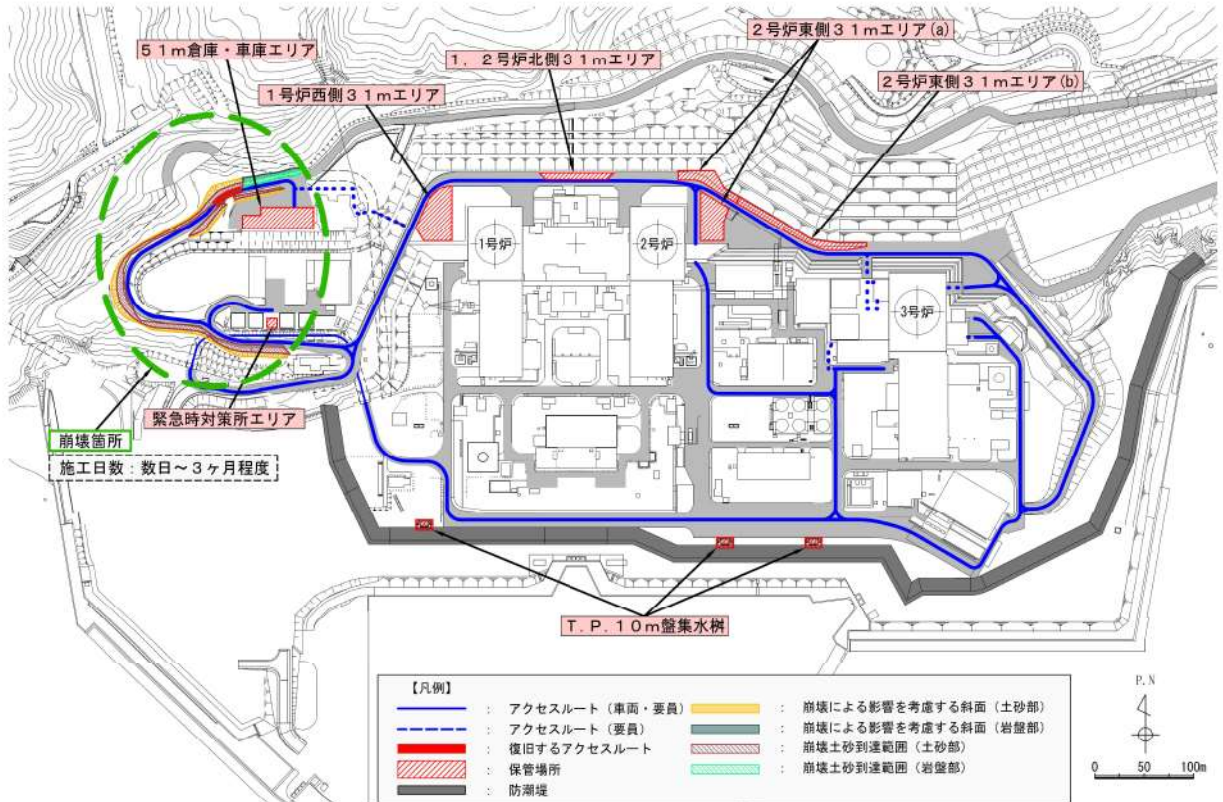 ５１ｍ倉庫・車庫エリア
１号炉西側３１ｍエリア
１，２号炉北側３１ｍエリア
２号炉東側３１ｍエリア(a)
２号炉東側３１ｍエリア(b)
1号炉
2号炉
3号炉
緊急時対策所エリア
崩壊箇所
施工日数：数日～３ヶ月程度
Ｔ．Ｐ．１０ｍ盤集水桝
【凡例】
： アクセスルート（車両・要員）
： アクセスルート（要員）
： 復旧するアクセスルート
： 保管場所
： 防潮堤
： 崩壊による影響を考慮する斜面（土砂部）
： 崩壊による影響を考慮する斜面（岩盤部）
： 崩壊土砂到達範囲（土砂部）
： 崩壊土砂到達範囲（岩盤部）
P.N
0 50 100m